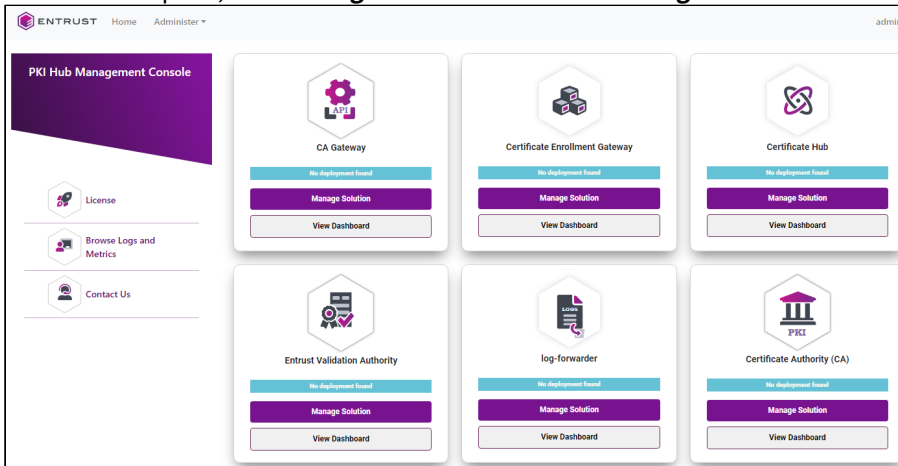 ENTRUST Home Administer
PKI Hub Management Console
License
Browse Logs and
Metrics
Contact Us
API
CA Gateway
No deployment found
Manage Solution
View Dashboard
Certificate Enrollment Gateway
No deployment found
Manage Solution
View Dashboard
Certificate Hub
No deployment found
Manage Solution
View Dashboard
Entrust Validation Authority
No deployment found
Manage Solution
View Dashboard
LOGS
log-forwarder
No deployment found
Manage Solution
View Dashboard
PKI
Certificate Authority (CA)
No deployment found
Manage Solution
View Dashboard